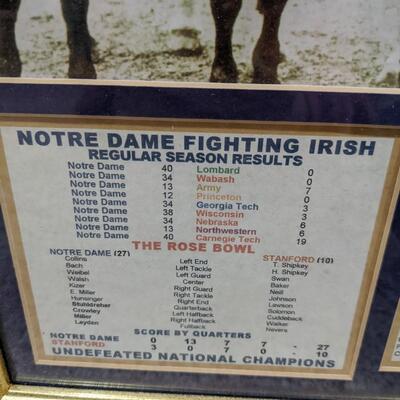 NOTRE DAME FIGHTING IRISH
REGULAR SEASON RESULTS
Notre Dame 40 Lombard 0
Notre Dame 34 Wabash 0
Notre Dame 13 Army 7
Notre Dame 12 Princeton 0
Notre Dame 34 Georgia Tech 3
Notre Dame 38 Wisconsin 3
Notre Dame 34 Nebraska 6
Notre Dame 13 Northwestern 6
Notre Dame 40 Carnegie Tech 19
THE ROSE BOWL
NOTRE DAME (27) STANFORD (10)
Collins Left End T. Shipkey
Bach Left Tackle H. Shipkey
Weibel Left Guard Swan
Walsh Center Baker
Kizer Right Guard Neill
E. Miller Right Tackle Johnson
Hunsinger Right End Lawson
Stuhldreher Quarterback Solomon
Crowley Left Halfback Cuddeback
Miller Right Halfback Walker
Layden Fullback Nevers
SCORE BY QUARTERS
NOTRE DAME 0 13 7 7 - 27
STANFORD 3 0 7 0 - 10
UNDEFEATED NATIONAL CHAMPIONS